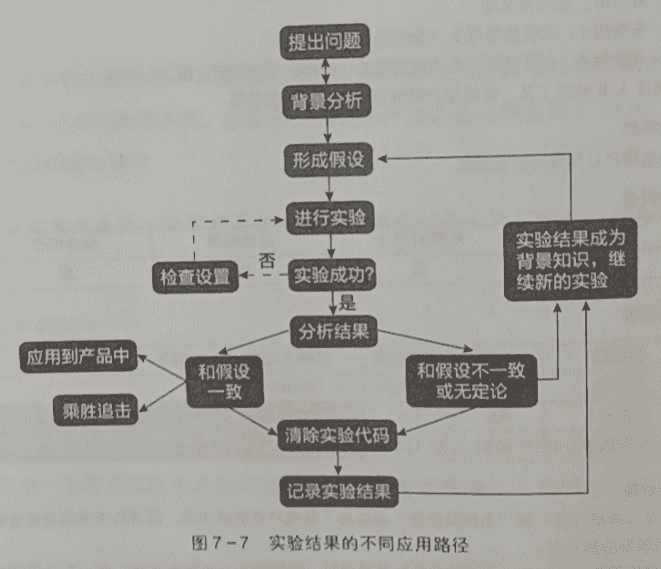 提出问题
背景分析
形成假设
进行实验
实验结果成为
背景知识，继
续新的实验
检查设置
否
实验成功?
是
分析结果
应用到产品中
和假设
一致
和假设不一致
或无定论
乘胜追击
清除实验代码
记录实验结果
图7-7 实验结果的不同应用路径